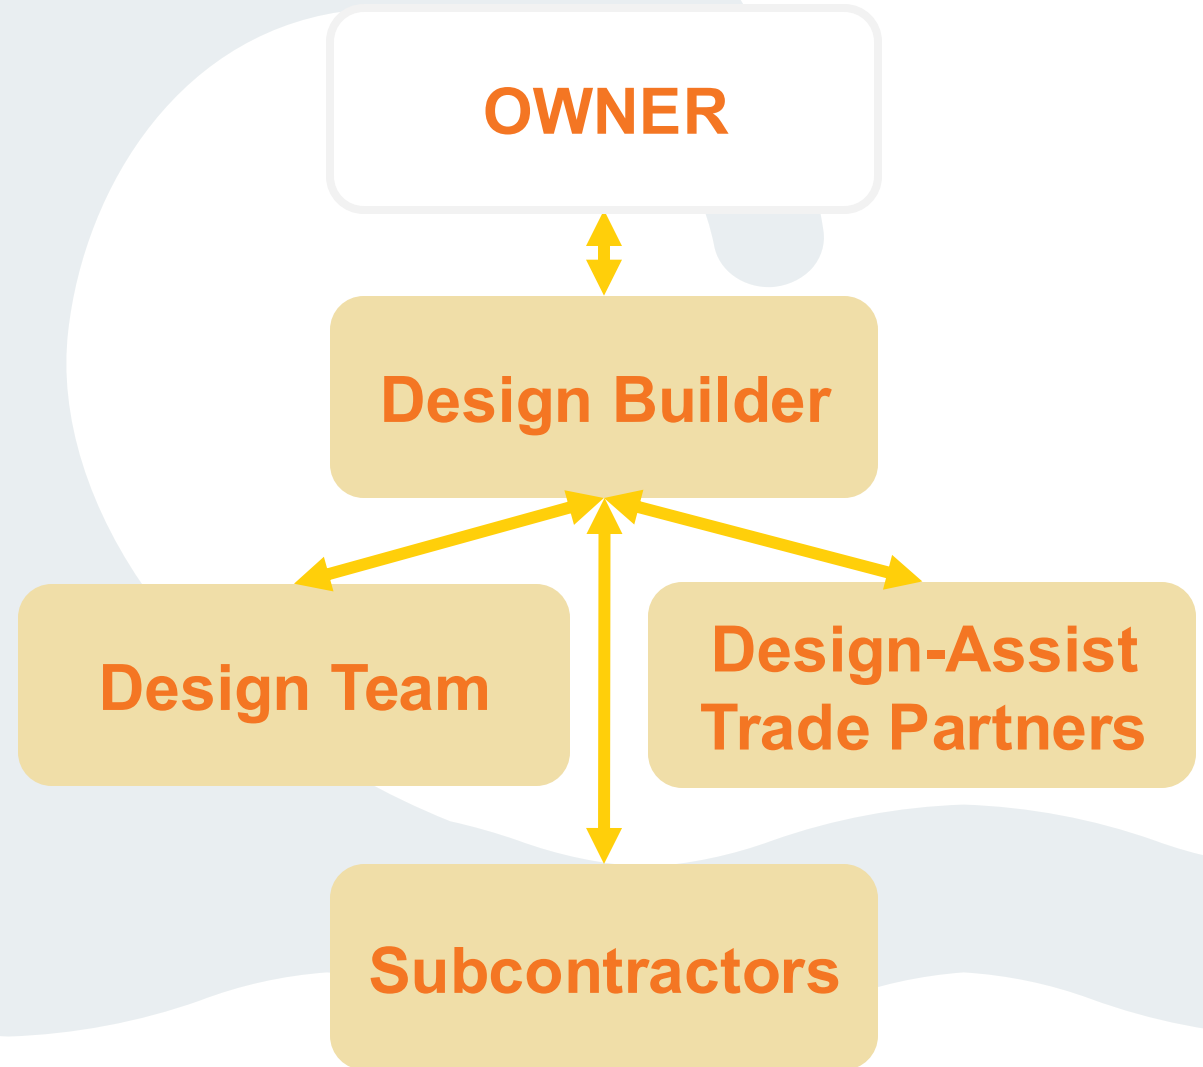 OWNER
Design Builder
Design Team
Design-Assist
Trade Partners
Subcontractors